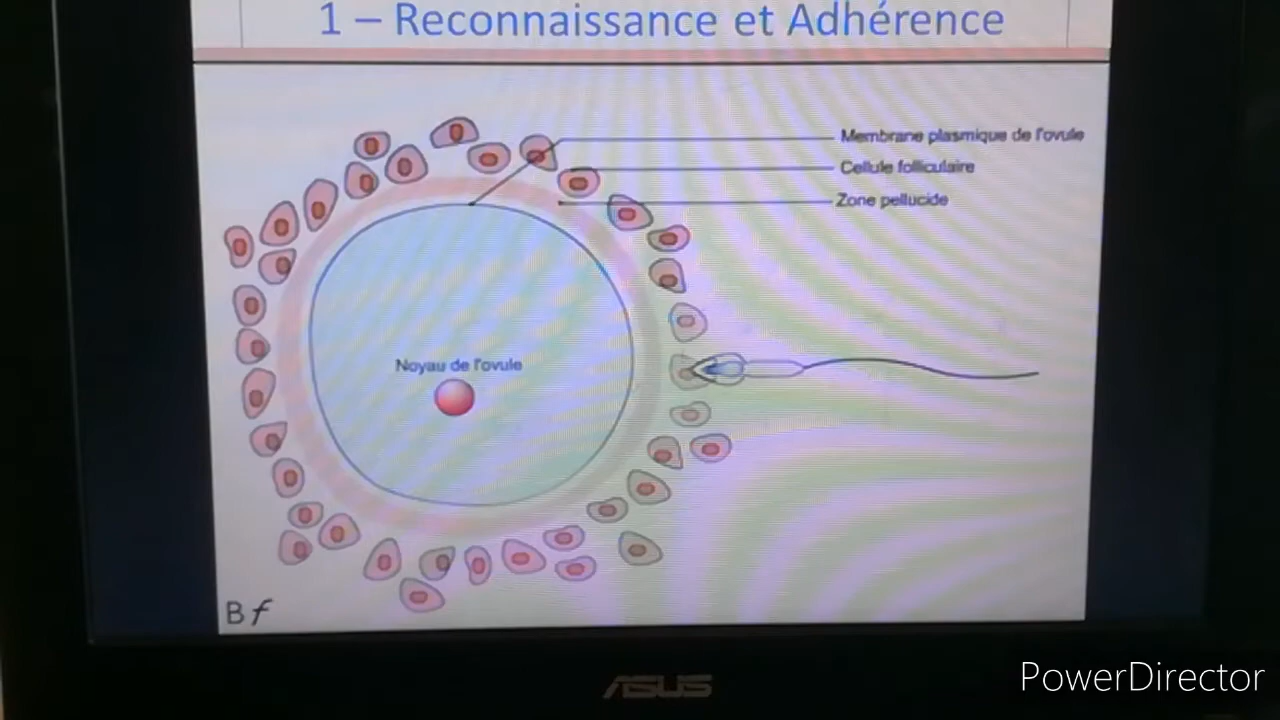 1 – Reconnaissance et Adhérence
Membrane plasmique de l'ovule
Cellule folliculaire
Zone pellucide
Noyau de l'ovule
Bf
ASUS
PowerDirector